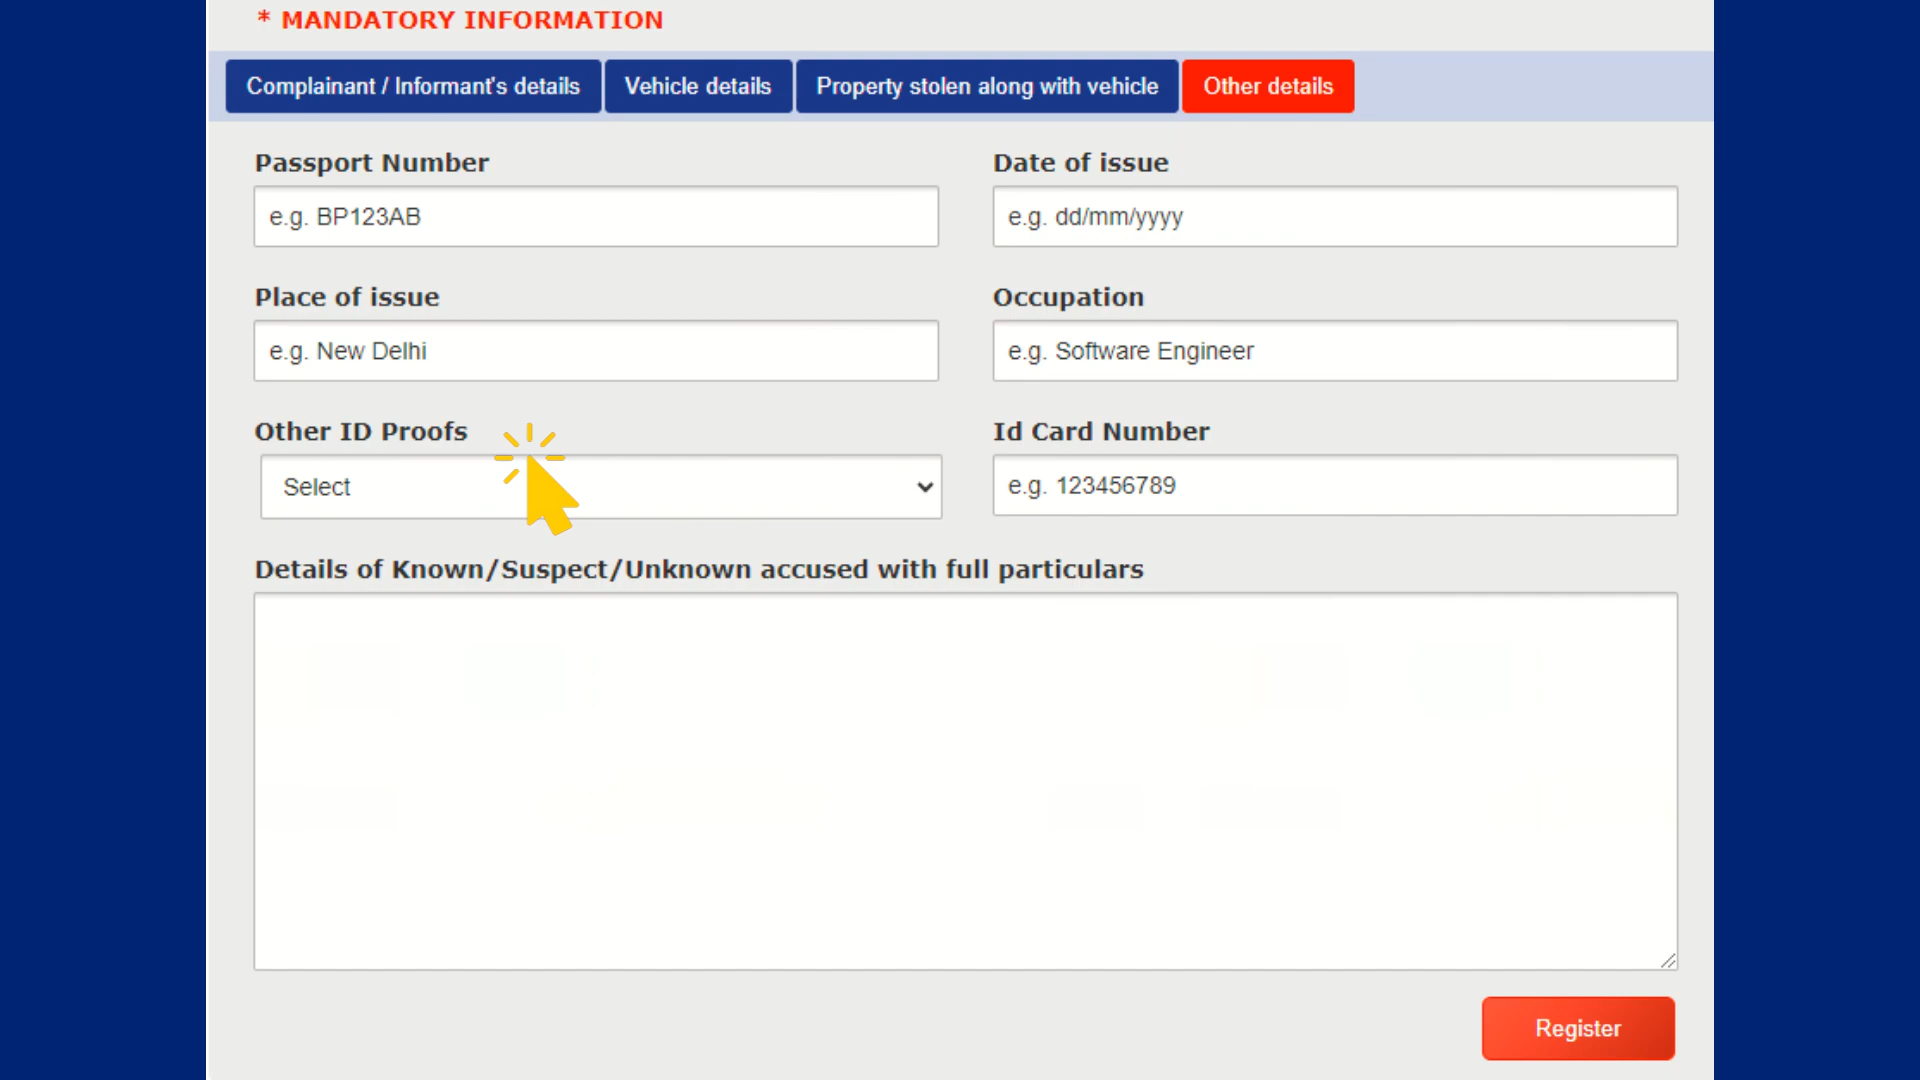 * MANDATORY INFORMATION
Complainant / Informant's details Vehicle details Property stolen along with vehicle Other details
Passport Number Date of issue
e.g. BP123AB e.g. dd/mm/yyyy
Place of issue Occupation
e.g. New Delhi e.g. Software Engineer
Other ID Proofs Id Card Number
Select e.g. 123456789
Details of Known/Suspect/Unknown accused with full particulars
Register